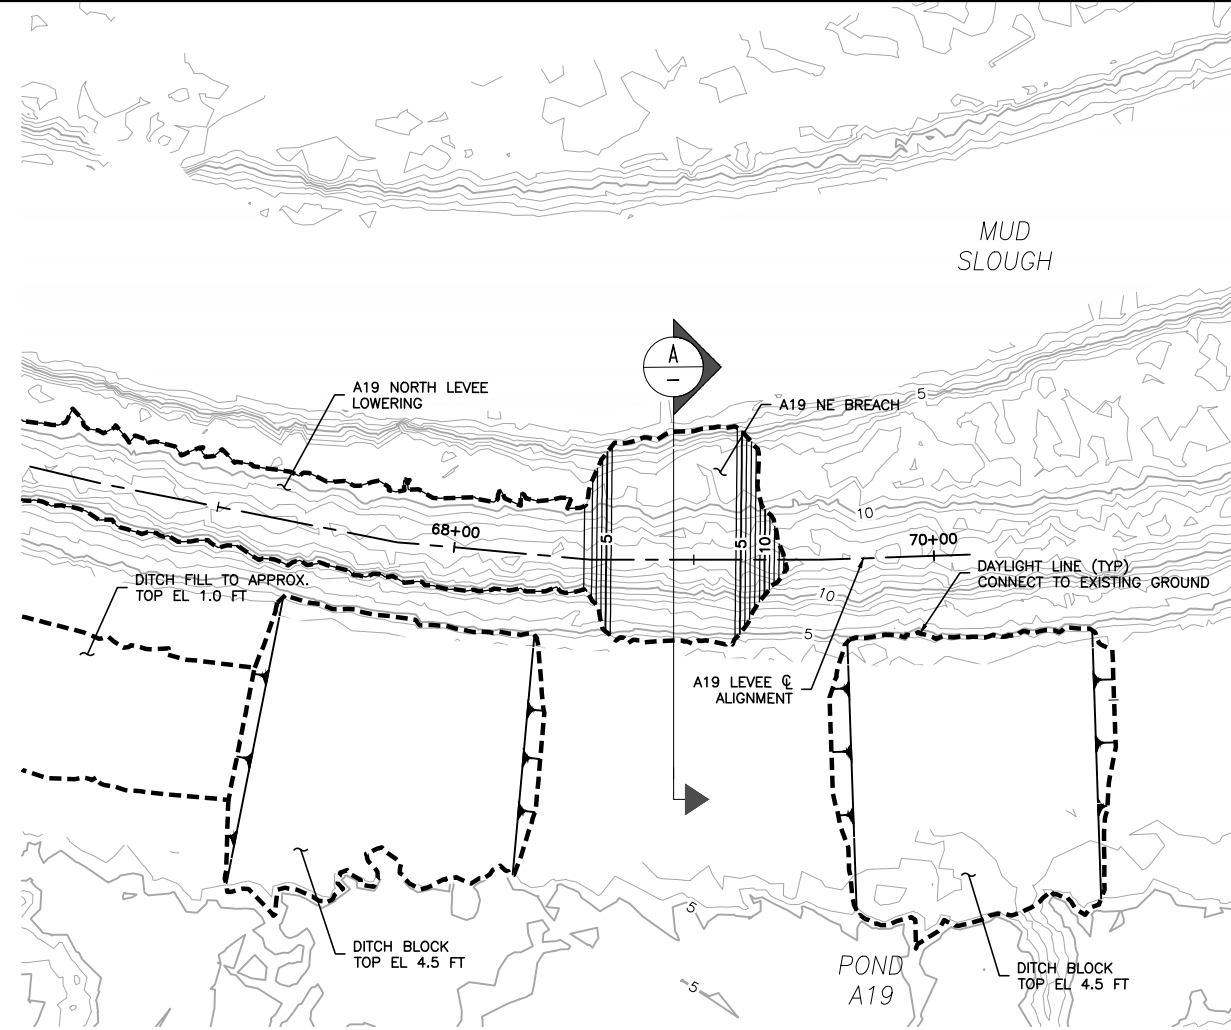 MUD
SLOUGH
A
–
A19 NORTH LEVEE
LOWERING
A19 NE BREACH
5
10
68+00
5
5
10
70+00
DAYLIGHT LINE (TYP)
CONNECT TO EXISTING GROUND
DITCH FILL TO APPROX.
TOP EL 1.0 FT
10
5
A19 LEVEE ℄
ALIGNMENT
5
DITCH BLOCK
TOP EL 4.5 FT
POND
A19
5
DITCH BLOCK
TOP EL 4.5 FT